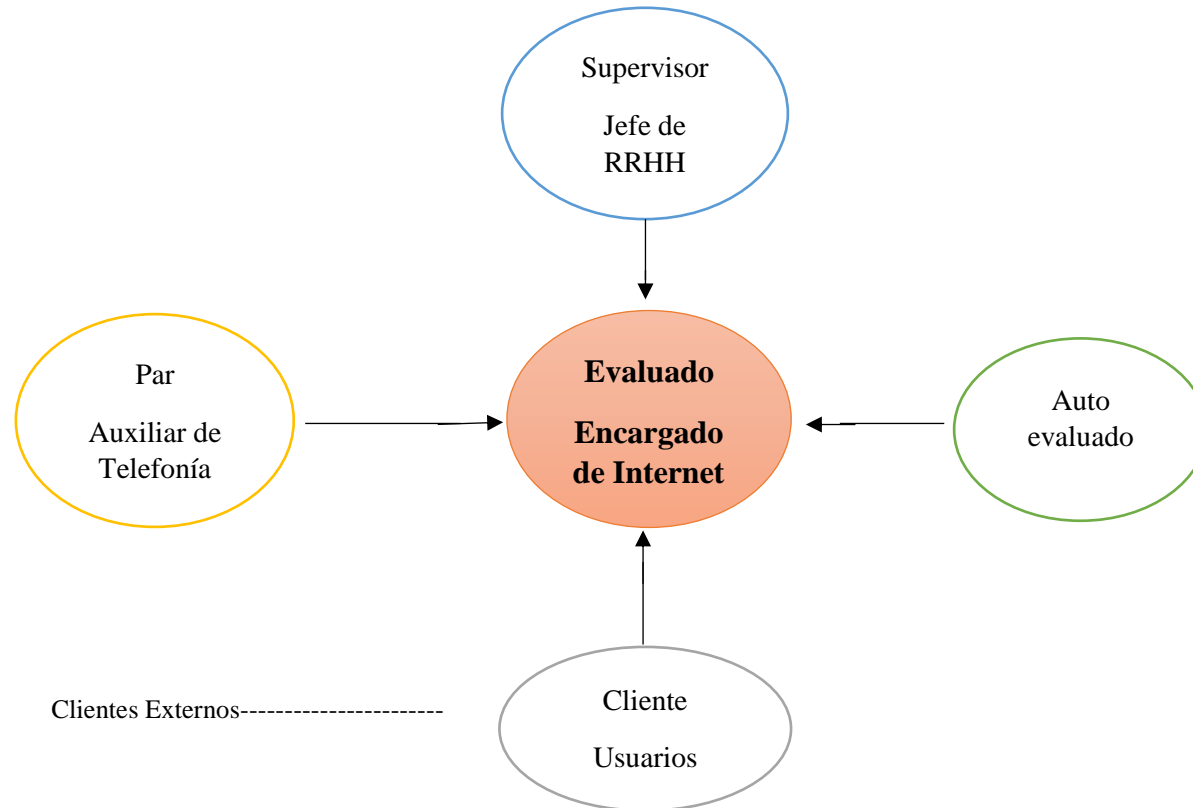 Supervisor
Jefe de
RRHH
Par
Auxiliar de
Telefonía
Evaluado
Encargado
de Internet
Auto
evaluado
Clientes Externos-----------------------
Cliente
Usuarios